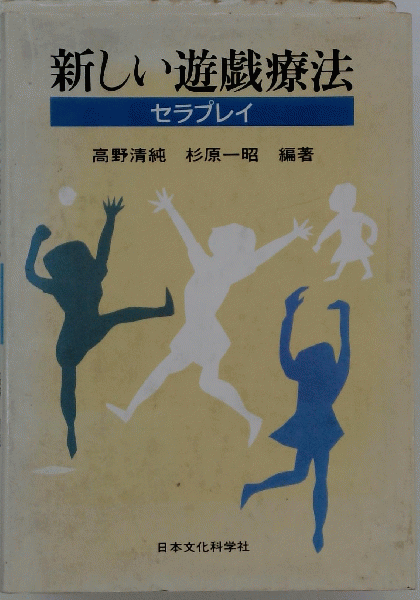 新しい遊戯療法
セラプレイ
高野清純 杉原一昭 編著
日本文化科学社